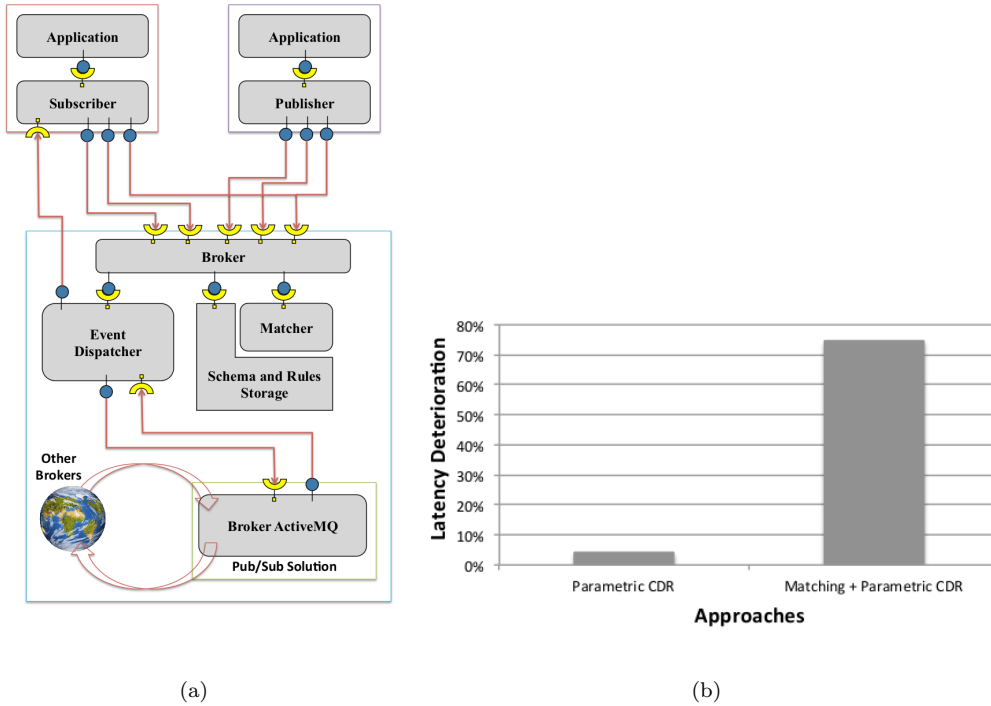 Application
Subscriber
Application
Publisher
Broker
Event
Dispatcher
Matcher
Schema and Rules
Storage
Other
Brokers
Broker ActiveMQ
Pub/Sub Solution
(a)
Latency Deterioration
80%
70%
60%
50%
40%
30%
20%
10%
0%
Parametric CDR
Matching + Parametric CDR
Approaches
(b)